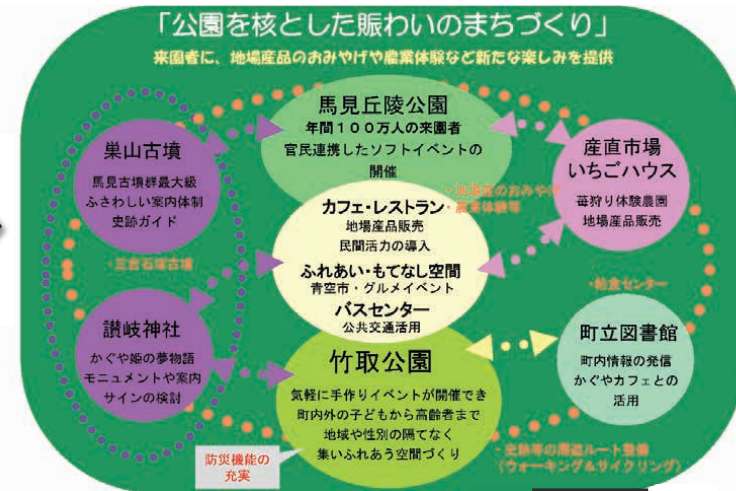 「公園を核とした賑わいのまちづくり」
来園者に、地場産品のおみやげや農業体験など新たな楽しみを提供
馬見丘陵公園
年間100万人の来園者
官民連携したソフトイベントの
開催
巣山古墳
馬見古墳群最大級
ふさわしい案内体制
史跡ガイド
産直市場
いちごハウス
苺狩り体験農園
地場産品販売
・地場産のおみやげ
・農業体験等
カフェ・レストラン
地場産品販売
民間活力の導入
ふれあい・もてなし空間
青空市・グルメイベント
バスセンター
公共交通活用
・三吉石塚古墳
・給食センター
讃岐神社
かぐや姫の夢物語
モニュメントや案内
サインの検討
竹取公園
気軽に手作りイベントが開催でき
町内外の子どもから高齢者まで
地域や性別の隔てなく
集いふれあう空間づくり
町立図書館
町内情報の発信
かぐやカフェとの
活用
防災機能の
充実
・史跡等の周遊ルート整備
(ウォーキング&サイクリング)